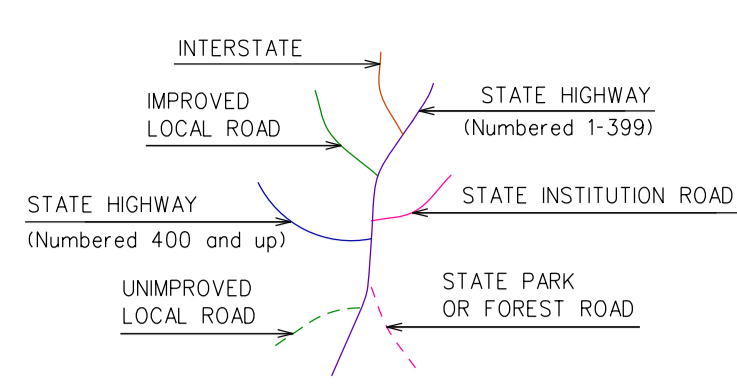 INTERSTATE
STATE HIGHWAY
(Numbered 1-399)
IMPROVED
LOCAL ROAD
STATE INSTITUTION ROAD
STATE HIGHWAY
(Numbered 400 and up)
STATE PARK
OR FOREST ROAD
UNIMPROVED
LOCAL ROAD